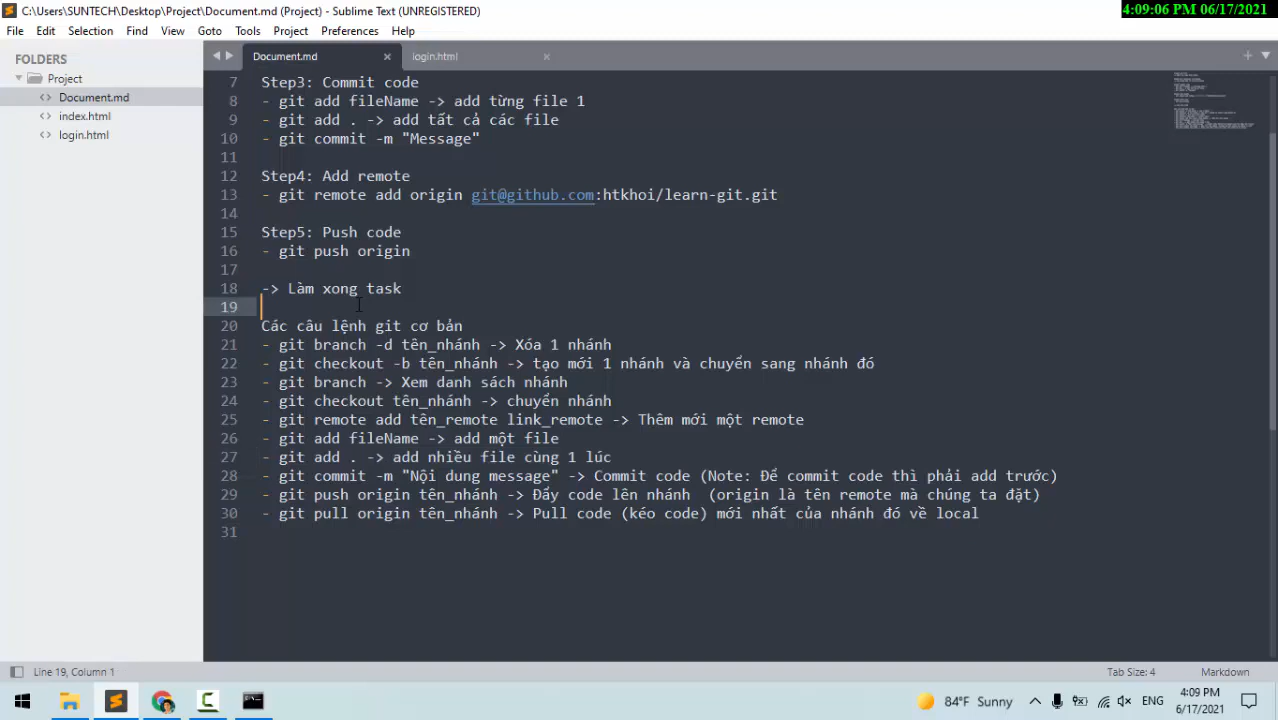 C:\Users\SUNTECH\Desktop\Project\Document.md (Project) - Sublime Text (UNREGISTERED)
4:09:06 PM 06/17/2021
File Edit Selection Find View Goto Tools Project Preferences Help
FOLDERS
Project
Document.md
index.html
login.html
Document.md
login.html
7 Step3: Commit code
8 - git add fileName -> add từng file 1
9 - git add . -> add tất cả các file
10 - git commit -m "Message"
11
12 Step4: Add remote
13 - git remote add origin git@github.com:htkhoi/learn-git.git
14
15 Step5: Push code
16 - git push origin
17
18 -> Làm xong task
19
20 Các câu lệnh git cơ bản
21 - git branch -d tên_nhánh -> Xóa 1 nhánh
22 - git checkout -b tên_nhánh -> tạo mới 1 nhánh và chuyển sang nhánh đó
23 - git branch -> Xem danh sách nhánh
24 - git checkout tên_nhánh -> chuyển nhánh
25 - git remote add tên_remote link_remote -> Thêm mới một remote
26 - git add fileName -> add một file
27 - git add . -> add nhiều file cùng 1 lúc
28 - git commit -m "Nội dung message" -> Commit code (Note: Để commit code thì phải add trước)
29 - git push origin tên_nhánh -> Đẩy code lên nhánh  (origin là tên remote mà chúng ta đặt)
30 - git pull origin tên_nhánh -> Pull code (kéo code) mới nhất của nhánh đó về local
31
Line 19, Column 1
Tab Size: 4
Markdown
84°F Sunny
ENG
4:09 PM
6/17/2021